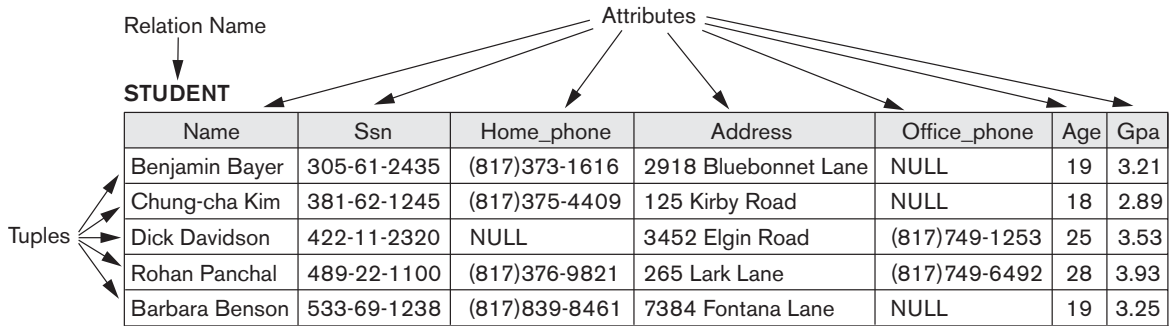 Relation Name
Attributes
STUDENT
Name Ssn Home_phone Address Office_phone Age Gpa
Benjamin Bayer 305-61-2435 (817)373-1616 2918 Bluebonnet Lane NULL 19 3.21
Chung-cha Kim 381-62-1245 (817)375-4409 125 Kirby Road NULL 18 2.89
Tuples
Dick Davidson 422-11-2320 NULL 3452 Elgin Road (817)749-1253 25 3.53
Rohan Panchal 489-22-1100 (817)376-9821 265 Lark Lane (817)749-6492 28 3.93
Barbara Benson 533-69-1238 (817)839-8461 7384 Fontana Lane NULL 19 3.25